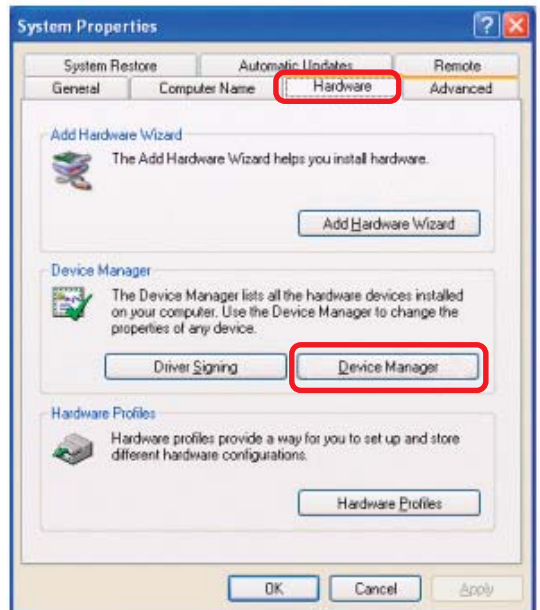 System Properties
System Restore Automatic Updates Remote
General Computer Name Hardware Advanced
Add Hardware Wizard
The Add Hardware Wizard helps you install hardware.
Add Hardware Wizard
Device Manager
The Device Manager lists all the hardware devices installed
on your computer. Use the Device Manager to change the
properties of any device.
Driver Signing Device Manager
Hardware Profiles
Hardware profiles provide a way for you to set up and store
different hardware configurations.
Hardware Profiles
OK Cancel Apply